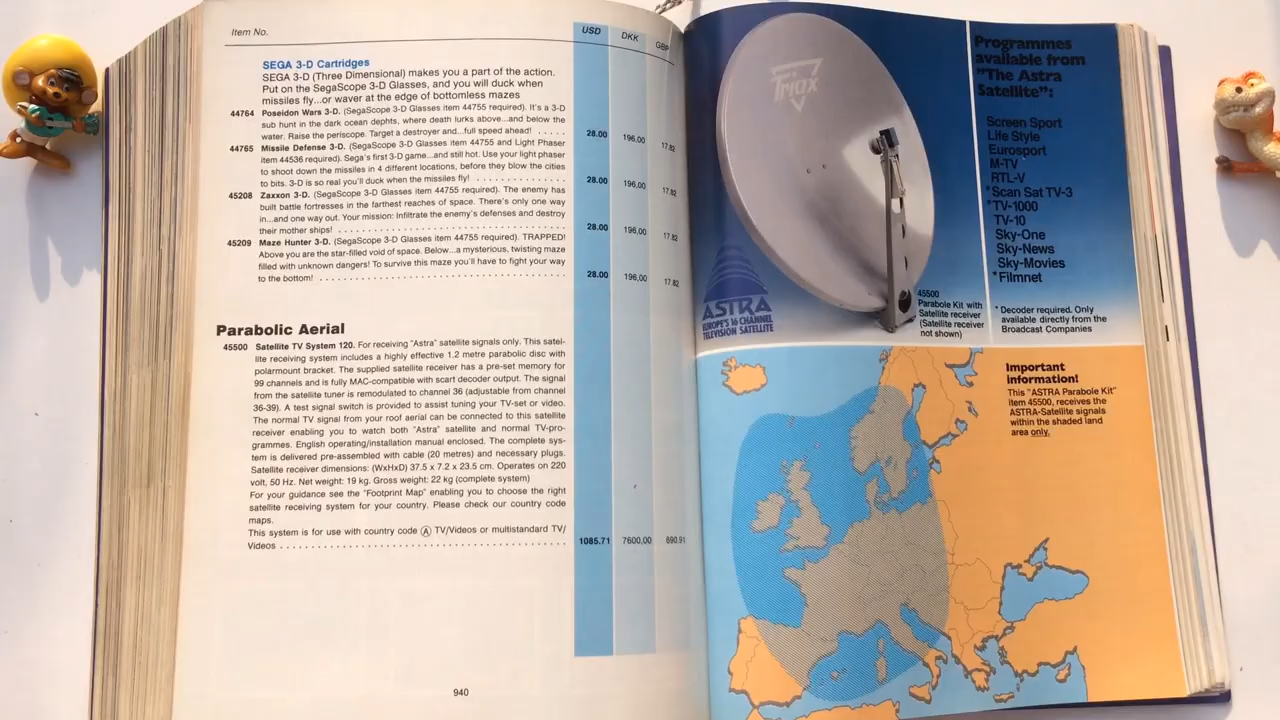 Item No.
USD
DKK
GBP
SEGA 3-D Cartridges
SEGA 3-D (Three Dimensional) makes you a part of the action.
Put on the SegaScope 3-D Glasses, and you will duck when
missiles fly...or waver at the edge of bottomless mazes
44764 Poseidon Wars 3-D. (SegaScope 3-D Glasses item 44755 required). It's a 3-D
sub hunt in the dark ocean dephts, where death lurks above...and below the
water. Raise the periscope. Target a destroyer and...full speed ahead! ..... 28.00 196,00 17.82
44765 Missile Defense 3-D. (SegaScope 3-D Glasses item 44755 and Light Phaser
item 44536 required). Sega's first 3-D game...and still hot. Use your light phaser
to shoot down the missiles in 4 different locations, before they blow the cities
to bits. 3-D is so real you'll duck when the missiles fly! .................. 28.00 196,00 17.82
45208 Zaxxon 3-D. (SegaScope 3-D Glasses item 44755 required). The enemy has
built battle fortresses in the farthest reaches of space. There's only one way
in...and one way out. Your mission: Infiltrate the enemy's defenses and destroy
their mother ships! ........................................ 28.00 196,00 17.82
45209 Maze Hunter 3-D. (SegaScope 3-D Glasses item 44755 required). TRAPPED!
Above you are the star-filled void of space. Below...a mysterious, twisting maze
filled with unknown dangers! To survive this maze you'll have to fight your way
to the bottom! ........................................... 28.00 196,00 17.82
Parabolic Aerial
45500 Satellite TV System 120. For receiving "Astra" satellite signals only. This satel-
lite receiving system includes a highly effective 1.2 metre parabolic disc with
polarmount bracket. The supplied satellite receiver has a pre-set memory for
99 channels and is fully MAC-compatible with scart decoder output. The signal
from the satellite tuner is remodulated to channel 36 (adjustable from channel
36-39). A test signal switch is provided to assist tuning your TV-set or video.
The normal TV signal from your roof aerial can be connected to this satellite
receiver enabling you to watch both "Astra" satellite and normal TV-pro-
grammes. English operating/installation manual enclosed. The complete sys-
tem is delivered pre-assembled with cable (20 metres) and necessary plugs.
Satellite receiver dimensions: (WxHxD) 37.5 x 7.2 x 23.5 cm. Operates on 220
volt, 50 Hz. Net weight: 19 kg. Gross weight: 22 kg (complete system)
For your guidance see the "Footprint Map" enabling you to choose the right
satellite receiving system for your country. Please check our country code
maps.
This system is for use with country code Ⓐ TV/Videos or multistandard TV/
Videos ............................................. 1085.71 7600,00 690.91
940
Triax
ASTRA
EUROPE'S 16 CHANNEL
TELEVISION SATELLITE
45500
Parabole Kit with
Satellite receiver
(Satellite receiver
not shown)
Programmes
available from
"The Astra
Satellite":
Screen Sport
Life Style
Eurosport
M-TV
RTL-V
*Scan Sat TV-3
*TV-1000
TV-10
Sky-One
Sky-News
Sky-Movies
*Filmnet
* Decoder required. Only
available directly from the
Broadcast Companies
Important
information!
This "ASTRA Parabole Kit"
item 45500, receives the
ASTRA-Satellite signals
within the shaded land
area only.